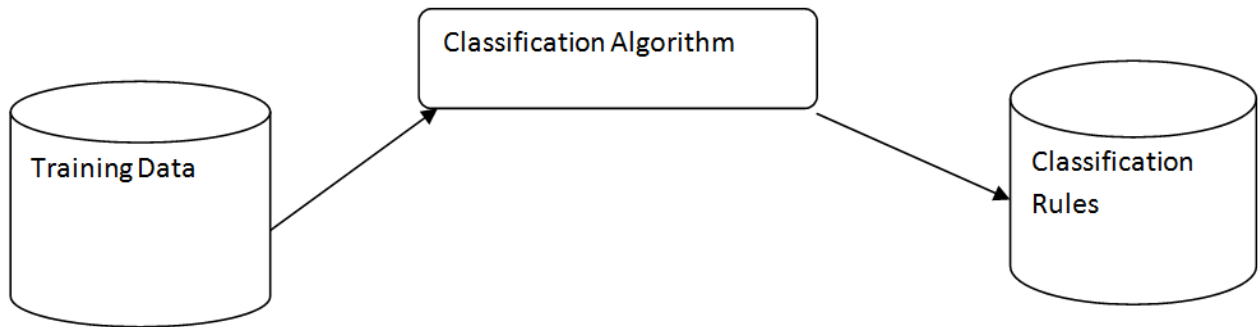 Training Data
Classification Algorithm
Classification
Rules